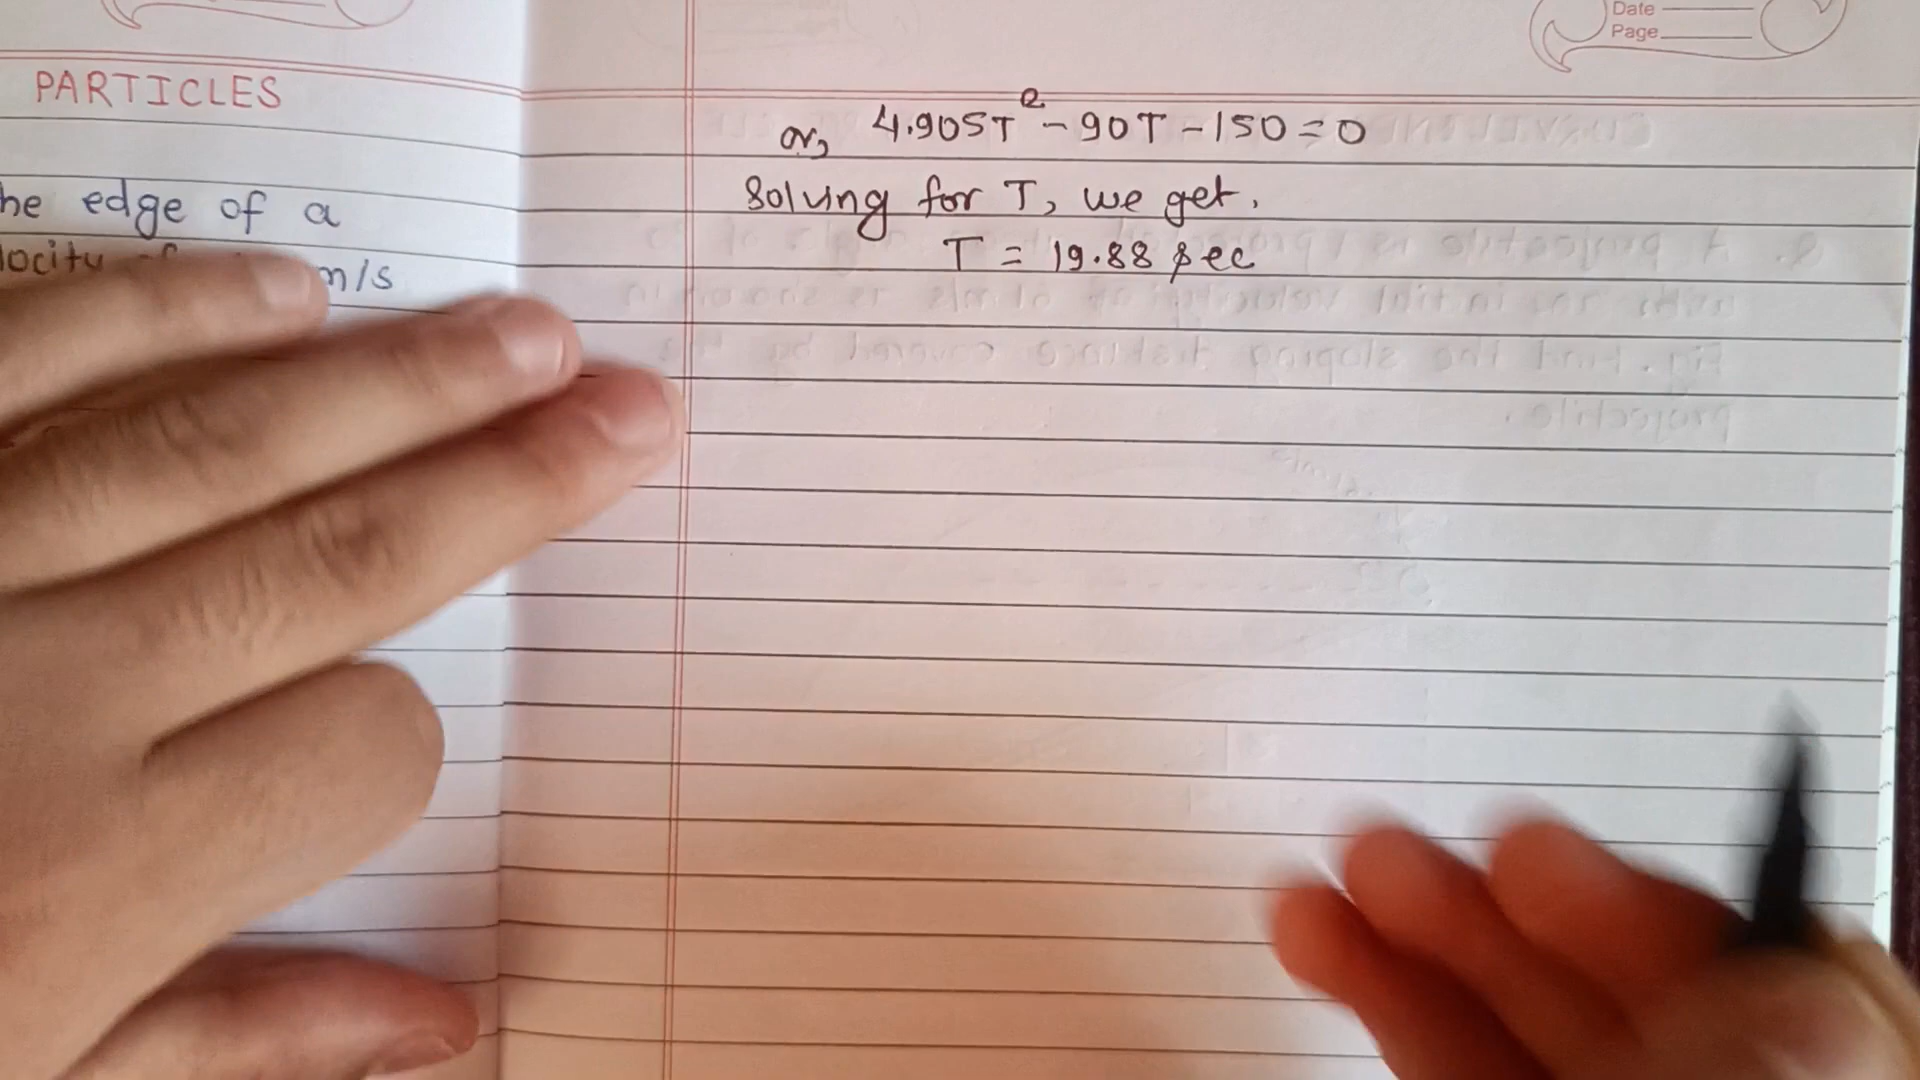 PARTICLES
he edge of a
locity of m/s
Date
Page
or, 4.905T² - 90T - 150 = 0
Solving for T, we get.
T = 19.88 sec